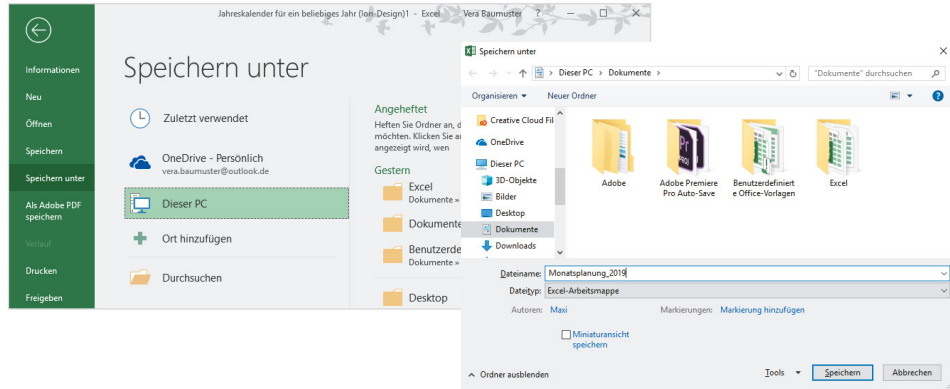 Jahreskalender für ein beliebiges Jahr (Ion-Design)1 - Excel
Vera Baumuster
?
Informationen
Neu
Öffnen
Speichern
Speichern unter
Als Adobe PDF
speichern
Verlauf
Drucken
Freigeben
Speichern unter
Zuletzt verwendet
OneDrive - Persönlich
vera.baumuster@outlook.de
Dieser PC
Ort hinzufügen
Durchsuchen
Angeheftet
Heften Sie Ordner an, d
möchten. Klicken Sie a
angezeigt wird, wen
Gestern
Excel
Dokumente »
Dokumente
Benutzerde
Dokumente »
Desktop
Speichern unter
Dieser PC > Dokumente >
"Dokumente" durchsuchen
Organisieren
Neuer Ordner
Creative Cloud Fil
OneDrive
Dieser PC
3D-Objekte
Bilder
Desktop
Dokumente
Downloads
Adobe
Adobe Premiere
Pro Auto-Save
Benutzerdefiniert
e Office-Vorlagen
Excel
Dateiname: Monatsplanung_2019
Dateityp: Excel-Arbeitsmappe
Autoren: Maxi
Markierungen: Markierung hinzufügen
Miniaturansicht
speichern
Ordner ausblenden
Tools
Speichern
Abbrechen